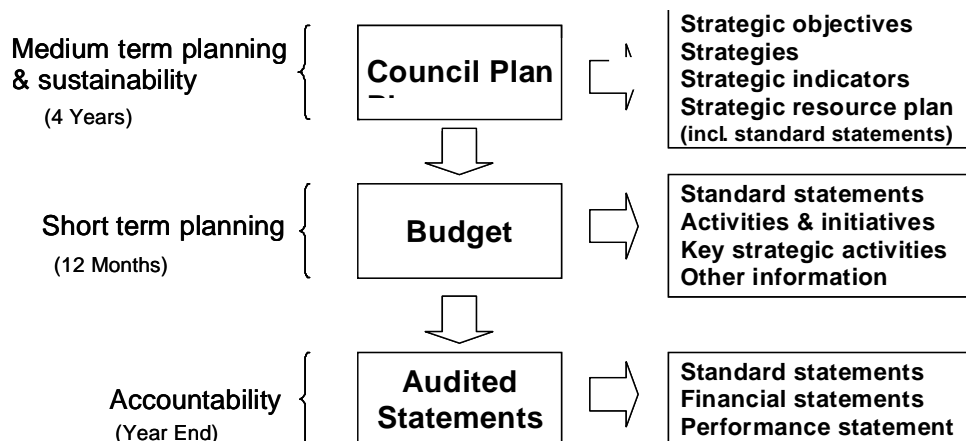 Medium term planning
& sustainability
(4 Years)
Council Plan
Strategic objectives
Strategies
Strategic indicators
Strategic resource plan
(incl. standard statements)
Short term planning
(12 Months)
Budget
Standard statements
Activities & initiatives
Key strategic activities
Other information
Accountability
(Year End)
Audited
Statements
Standard statements
Financial statements
Performance statement